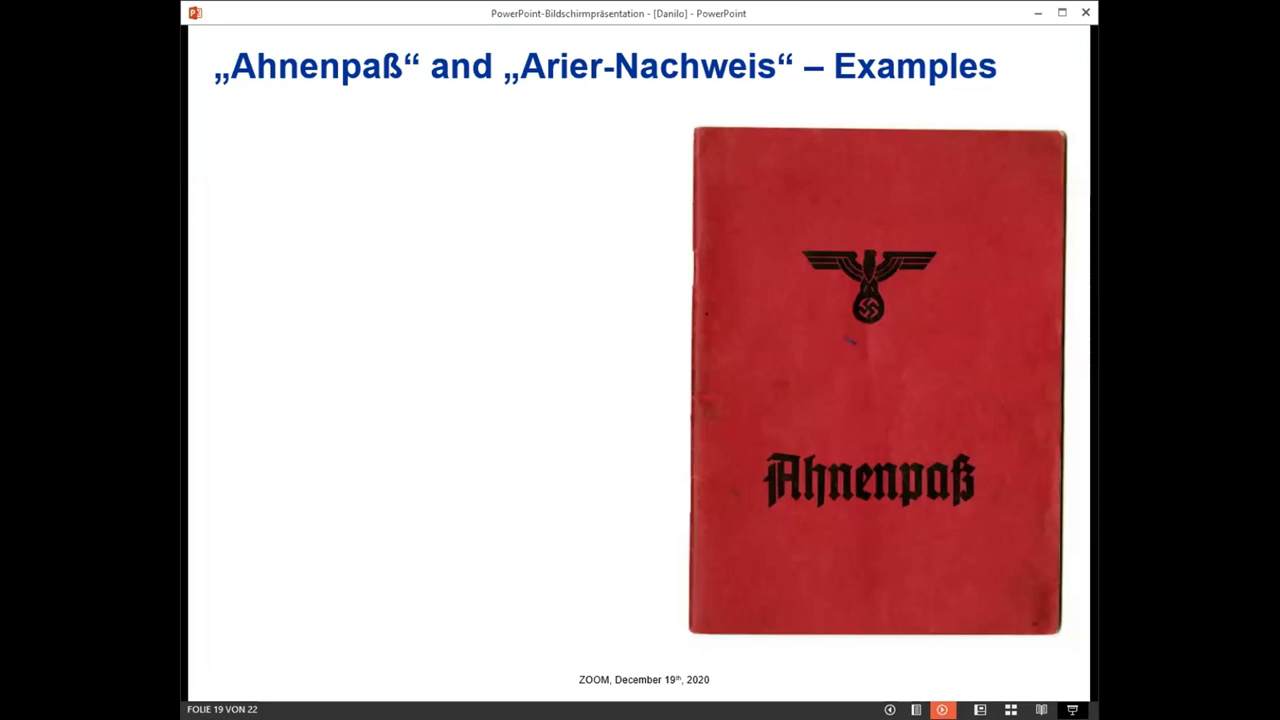 PowerPoint-Bildschirmpräsentation - [Danilo] - PowerPoint
„Ahnenpaß“ and „Arier-Nachweis“ – Examples
Ahnenpaß
ZOOM, December 19th, 2020
FOLIE 19 VON 22